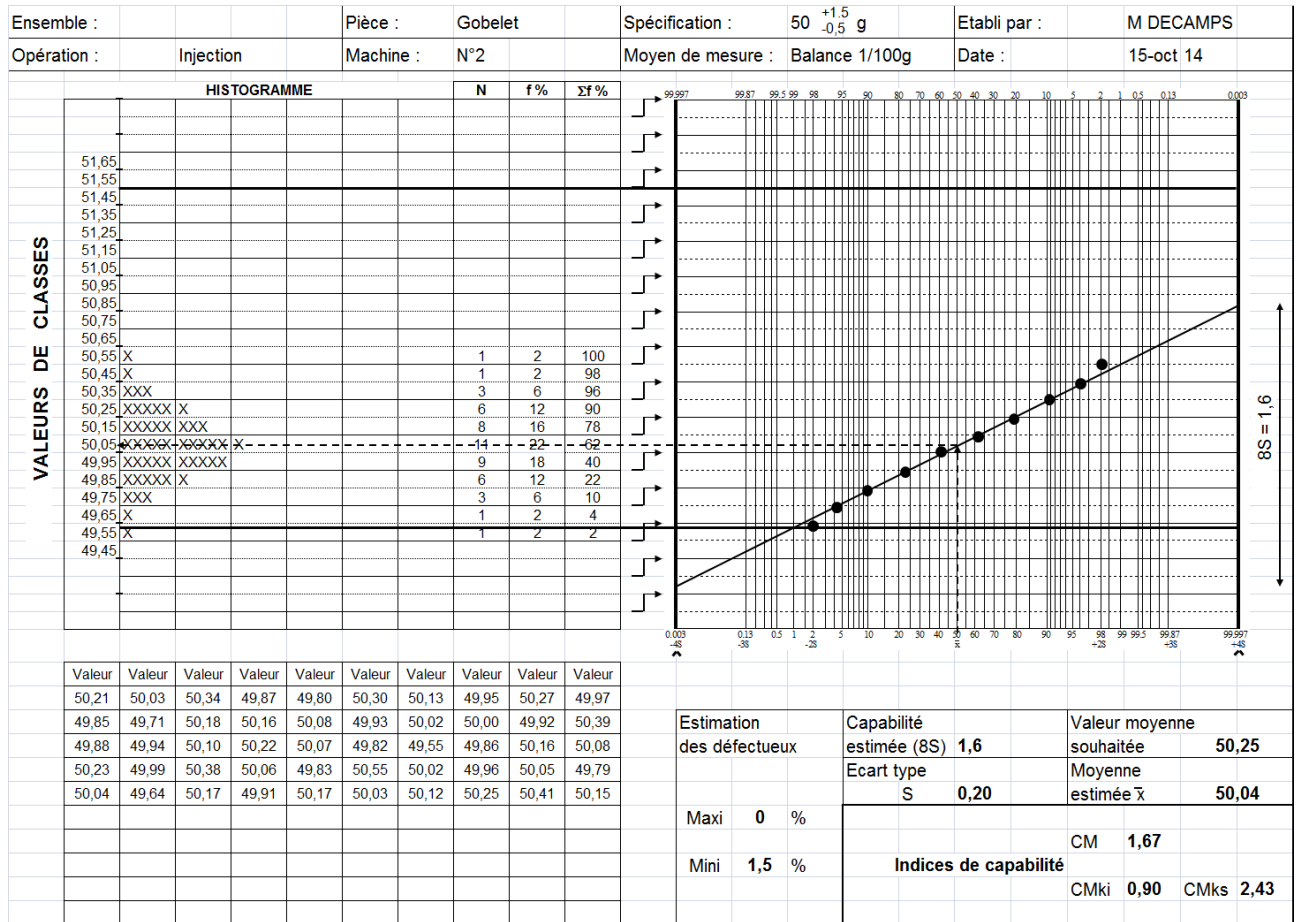 Ensemble : Pièce : Gobelet Spécification : 50 +1.5 -0,5 g Etabli par : M DECAMPS
Opération : Injection Machine : N°2 Moyen de mesure : Balance 1/100g Date : 15-oct 14
HISTOGRAMME N f % Σf %
99.997 99.87 99.5 99 98 95 90 80 70 60 50 40 30 20 10 5 2 1 0.5 0.13 0.003
VALEURS DE CLASSES
51,65
51,55
51,45
51,35
51,25
51,15
51,05
50,95
50,85
50,75
50,65
50,55 X 1 2 100
50,45 X 1 2 98
50,35 XXX 3 6 96
50,25 XXXXX X 6 12 90
50,15 XXXXX XXX 8 16 78
50,05 XXXXX XXXXX X 11 22 62
49,95 XXXXX XXXXX 9 18 40
49,85 XXXXX X 6 12 22
49,75 XXX 3 6 10
49,65 X 1 2 4
49,55 X 1 2 2
49,45
8S = 1,6
0.003 0.13 0.5 1 2 5 10 20 30 40 50 60 70 80 90 95 98 99 99.5 99.87 99.997
-4S -3S -2S x̄ +2S +3S +4S
Valeur Valeur Valeur Valeur Valeur Valeur Valeur Valeur Valeur Valeur
50,21 50,03 50,34 49,87 49,80 50,30 50,13 49,95 50,27 49,97
49,85 49,71 50,18 50,16 50,08 49,93 50,02 50,00 49,92 50,39
49,88 49,94 50,10 50,22 50,07 49,82 49,55 49,86 50,16 50,08
50,23 49,99 50,38 50,06 49,83 50,55 50,02 49,96 50,05 49,79
50,04 49,64 50,17 49,91 50,17 50,03 50,12 50,25 50,41 50,15
Estimation Capabilité Valeur moyenne
des défectueux estimée (8S) 1,6 souhaitée 50,25
Ecart type Moyenne
S 0,20 estimée x̄ 50,04
Maxi 0 %
CM 1,67
Mini 1,5 % Indices de capabilité
CMki 0,90 CMks 2,43